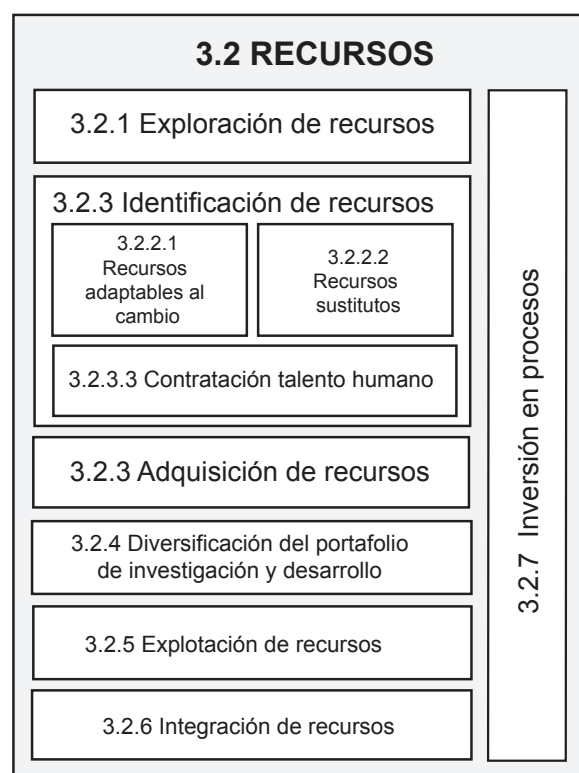 3.2 RECURSOS
3.2.1 Exploración de recursos
3.2.3 Identificación de recursos
3.2.2.1
Recursos
adaptables al
cambio
3.2.2.2
Recursos
sustitutos
3.2.3.3 Contratación talento humano
3.2.3 Adquisición de recursos
3.2.4 Diversificación del portafolio
de investigación y desarrollo
3.2.5 Explotación de recursos
3.2.6 Integración de recursos
3.2.7 Inversión en procesos